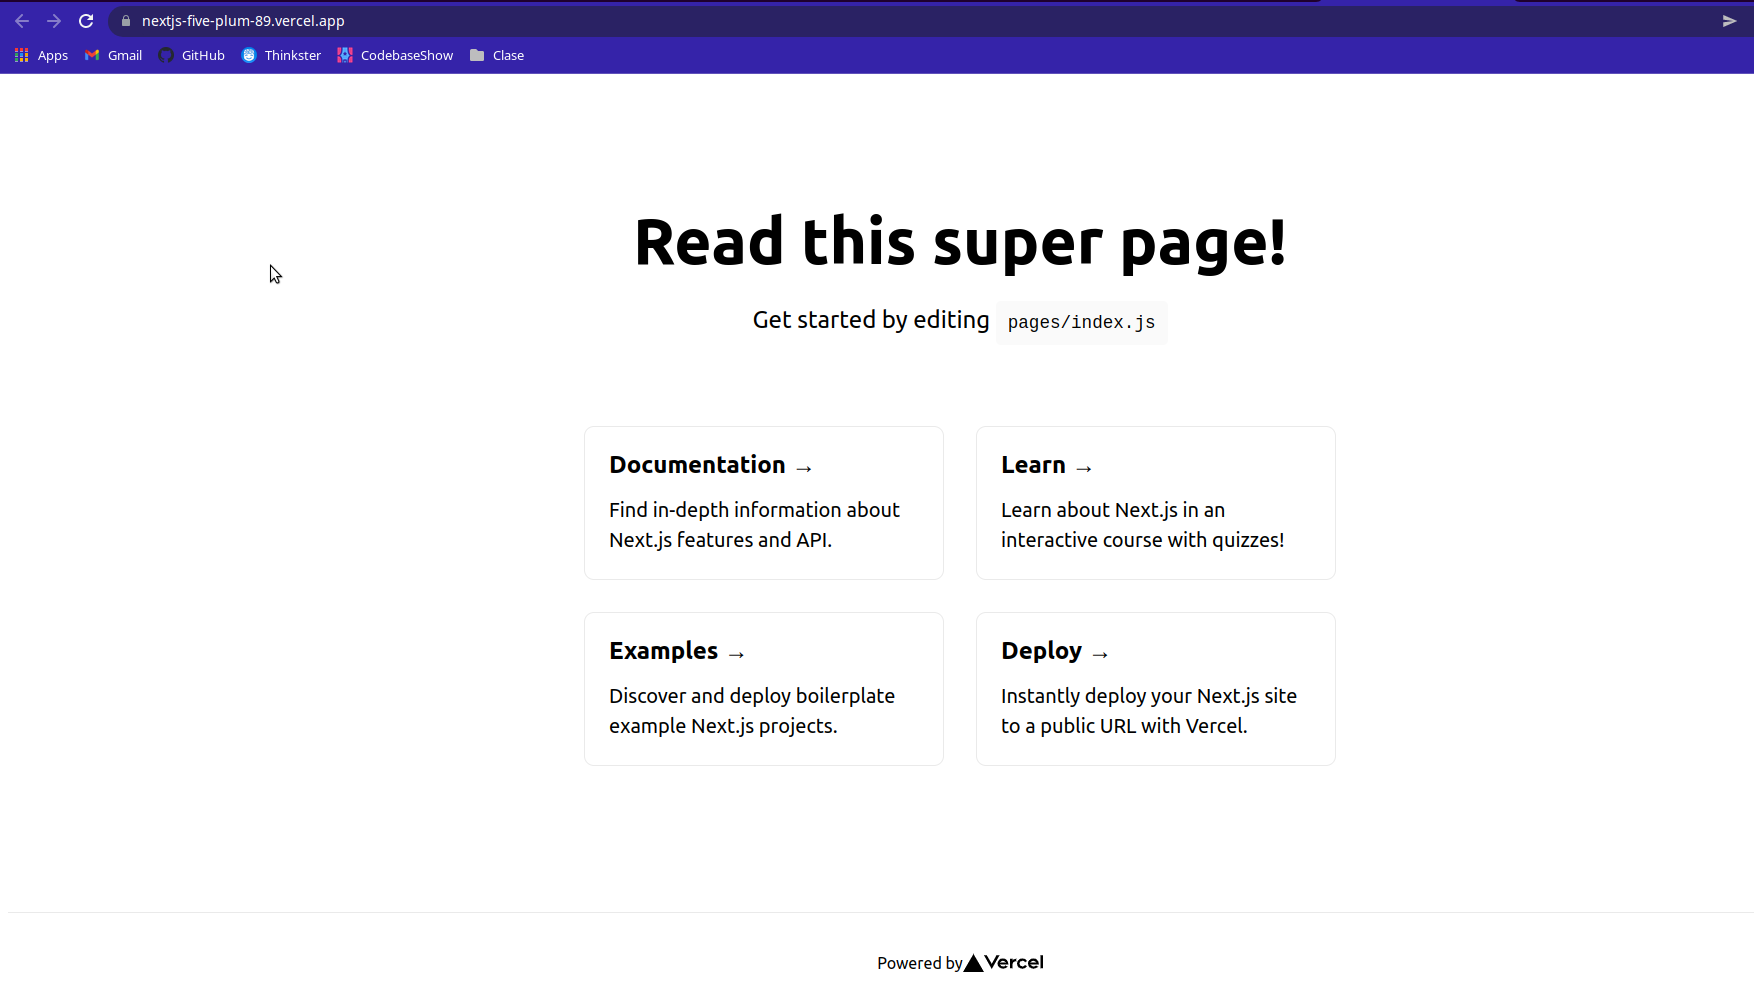 nextjs-five-plum-89.vercel.app
Apps Gmail GitHub Thinkster CodebaseShow Clase
Read this super page!
Get started by editing pages/index.js
Documentation →
Find in-depth information about
Next.js features and API.
Learn →
Learn about Next.js in an
interactive course with quizzes!
Examples →
Discover and deploy boilerplate
example Next.js projects.
Deploy →
Instantly deploy your Next.js site
to a public URL with Vercel.
Powered by Vercel